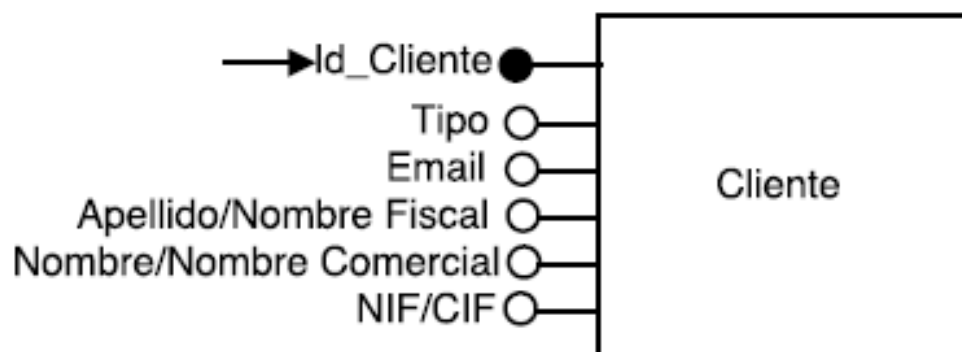 Id_Cliente
Tipo
Email
Cliente
Apellido/Nombre Fiscal
Nombre/Nombre Comercial
NIF/CIF